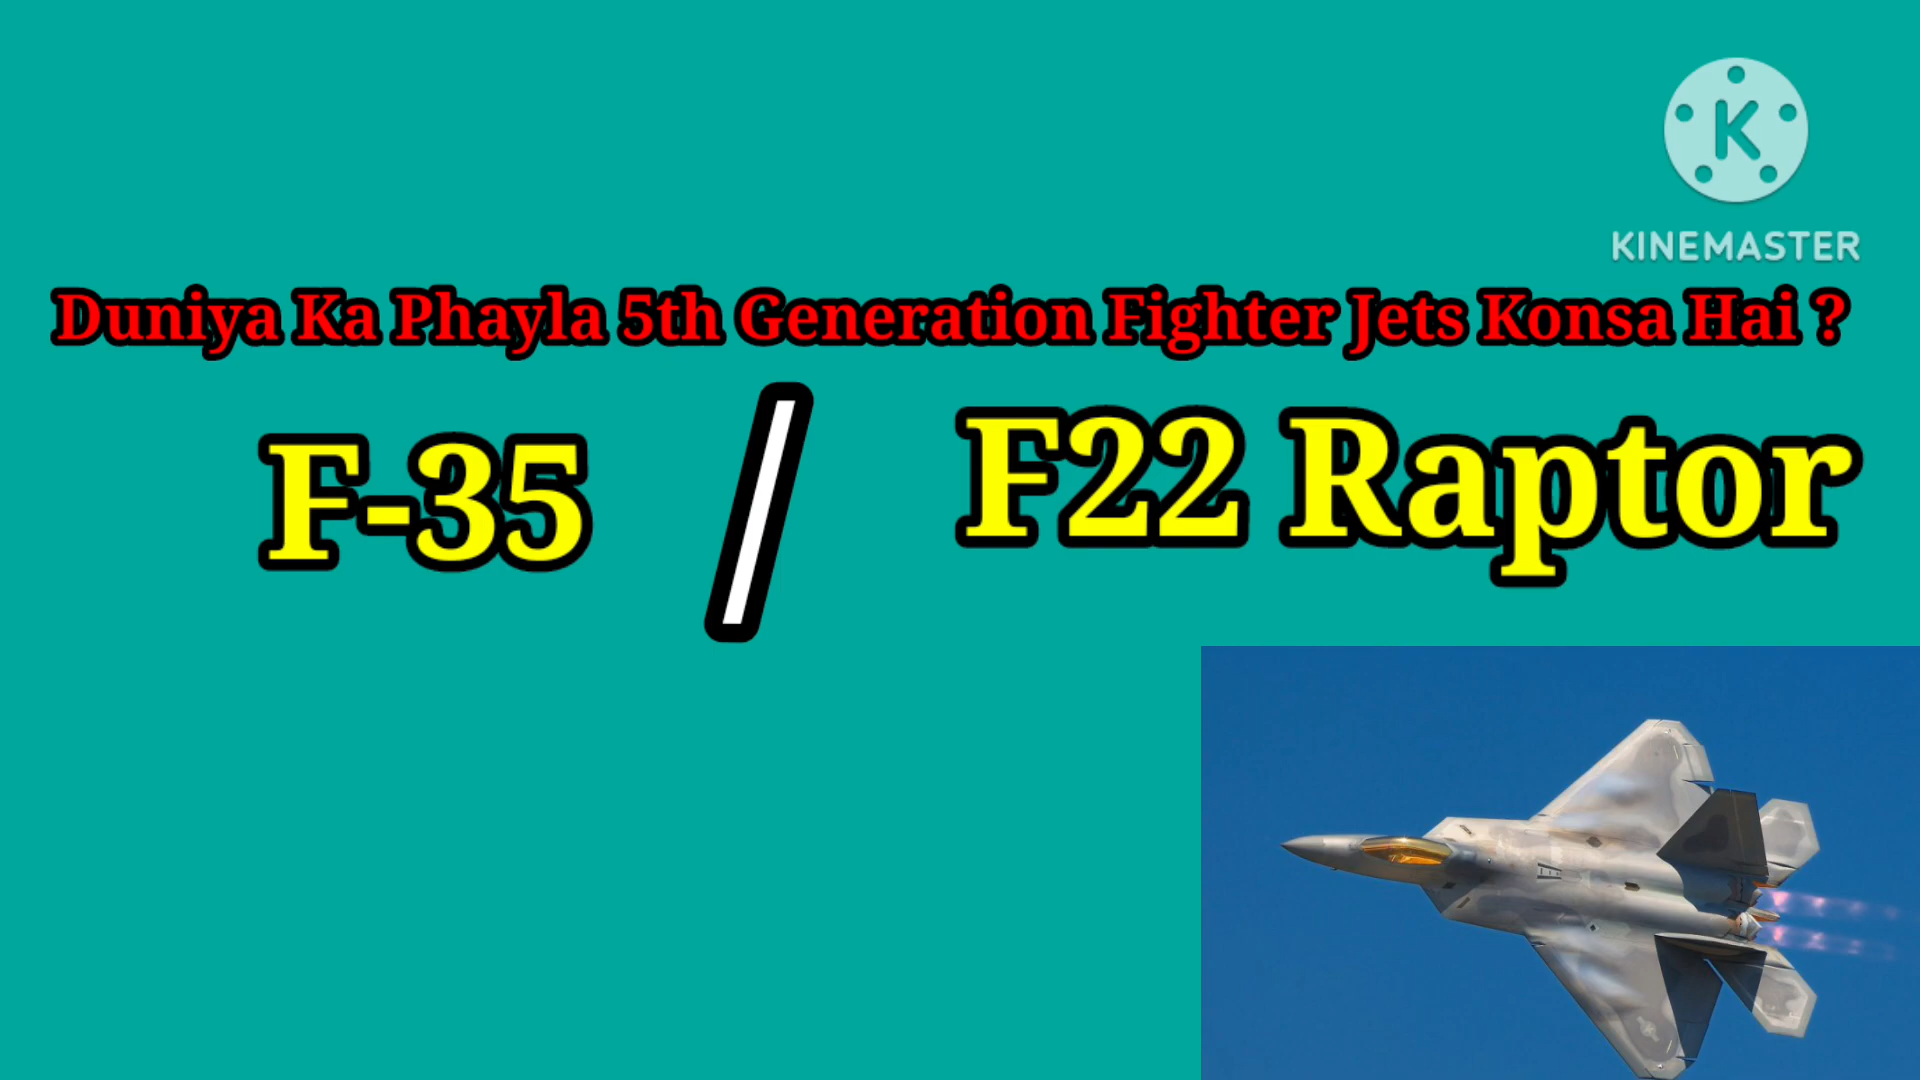 K
KINEMASTER
Duniya Ka Phayla 5th Generation Fighter Jets Konsa Hai ?
F-35 / F22 Raptor